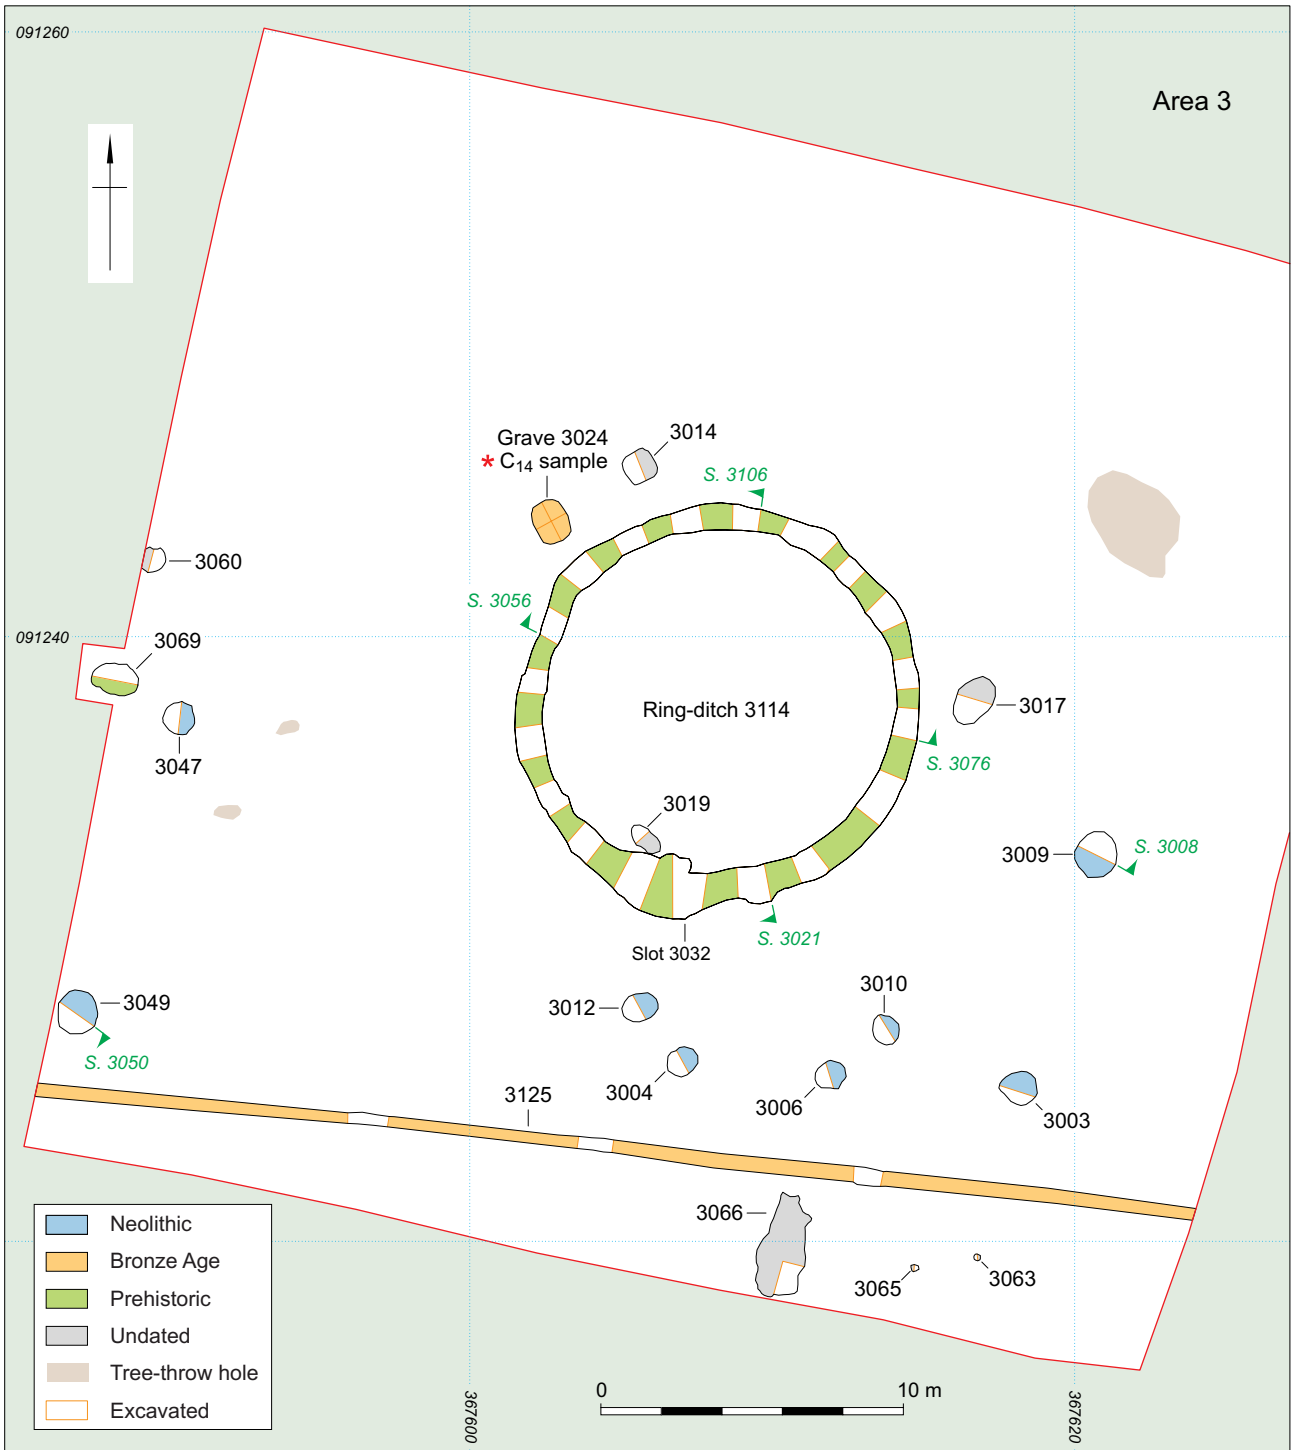 091260
Area 3
3014
Grave 3024
* C14 sample
S. 3106
3060
S. 3056
091240
3069
Ring-ditch 3114
3017
3047
S. 3076
3019
3009
S. 3008
S. 3021
Slot 3032
3049
3012
3010
S. 3050
3004
3125
3006
3003
3066
3065
3063
Neolithic
Bronze Age
Prehistoric
Undated
Tree-throw hole
Excavated
0
10 m
367600
367620